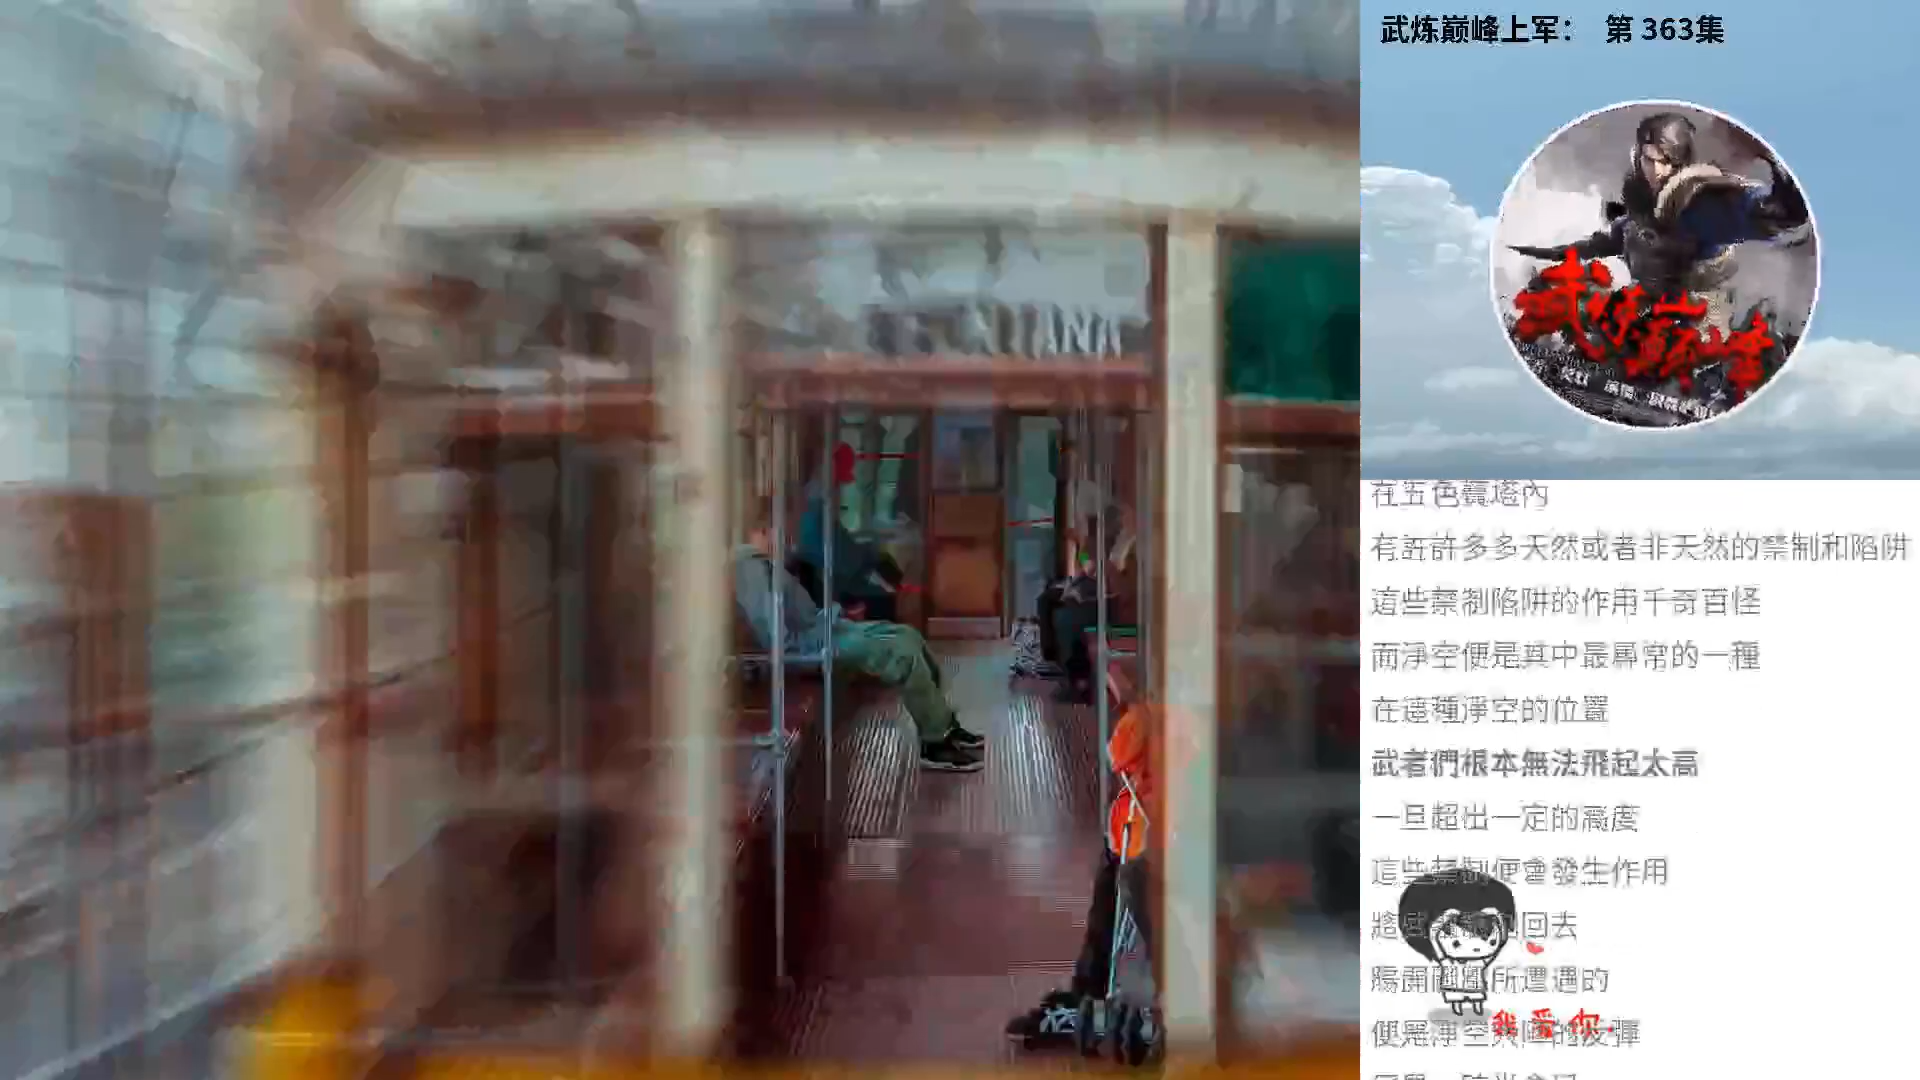 武炼巅峰上军： 第 363集
武炼巅峰
在五色寶塔內
有許許多多天然或者非天然的禁制和陷阱
這些禁制陷阱的作用千奇百怪
而淨空便是其中最尋常的一種
在這種淨空的位置
武者們根本無法飛起太高
一旦超出一定的高度
這些禁制便會發生作用
回去
所遭遇的
我愛你.